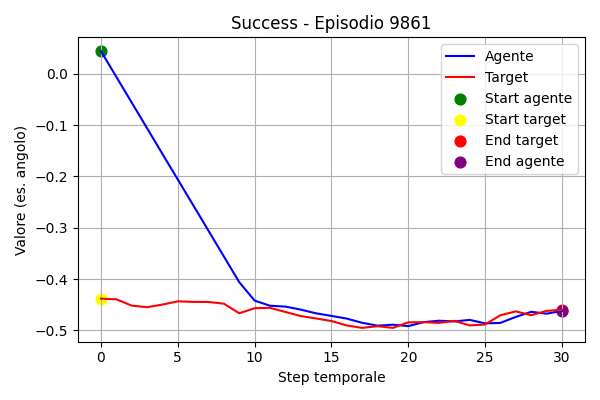 Success - Episodio 9861
Valore (es. angolo)
0.0
−0.1
−0.2
−0.3
−0.4
−0.5
0
5
10
15
20
25
30
Step temporale
Agente
Target
Start agente
Start target
End target
End agente